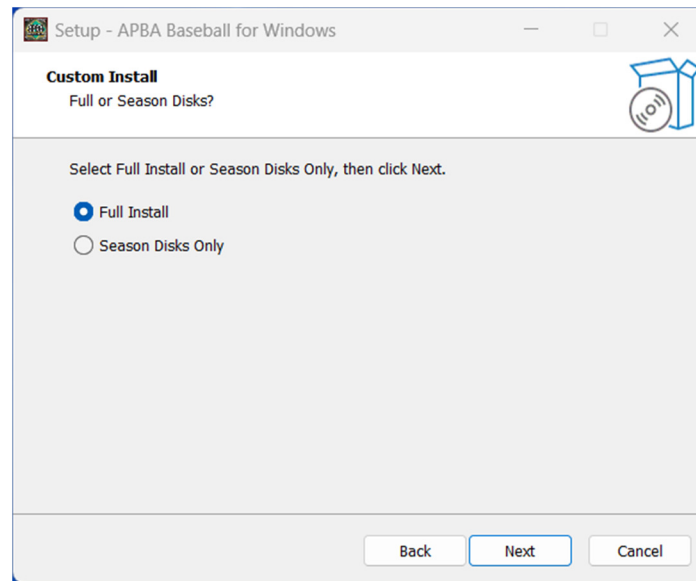 Setup - APBA Baseball for Windows
Custom Install
Full or Season Disks?
Select Full Install or Season Disks Only, then click Next.
Full Install
Season Disks Only
Back Next Cancel